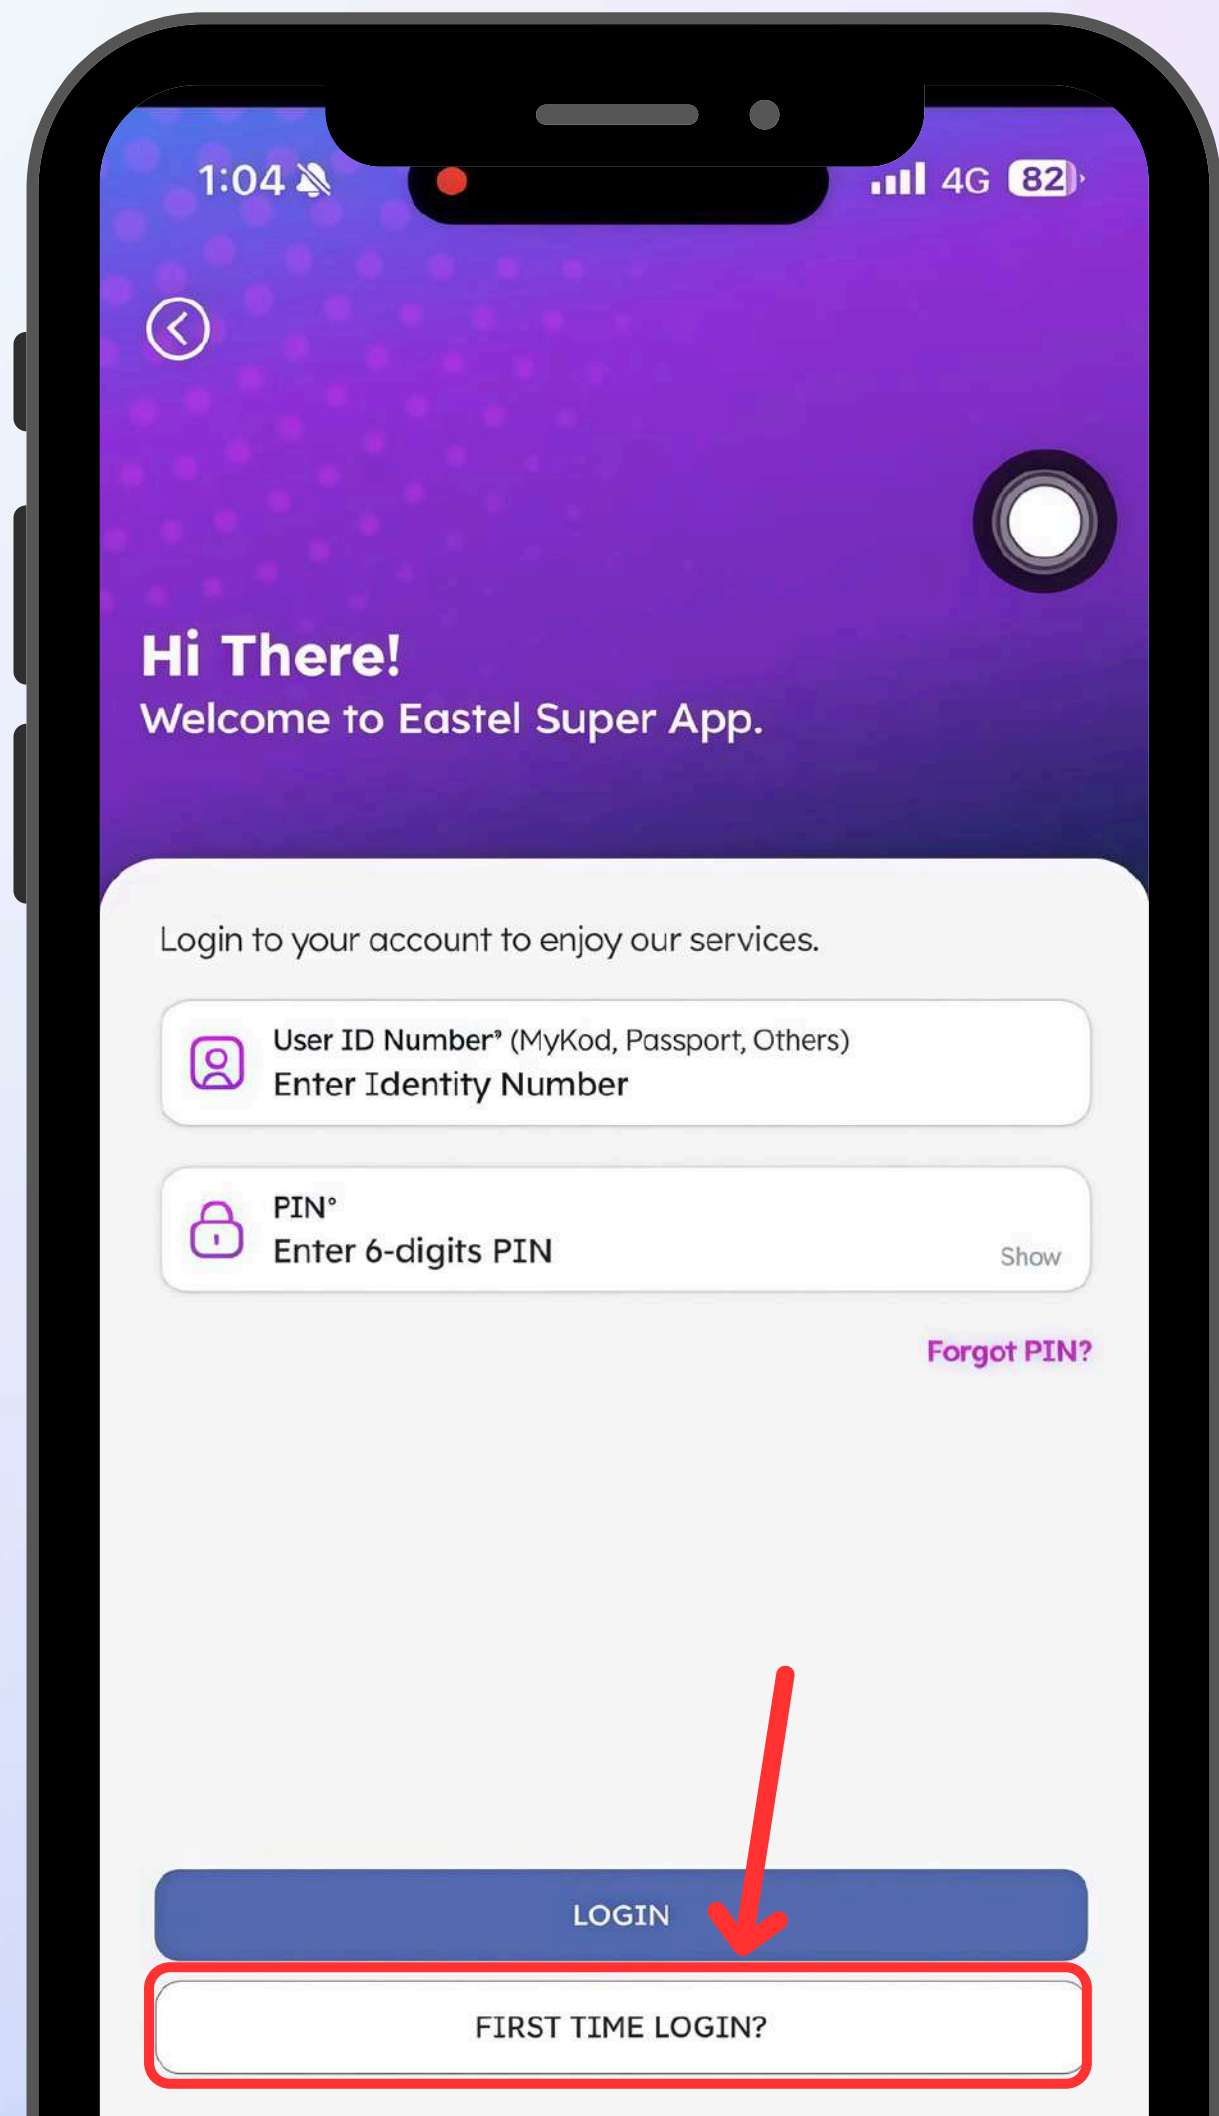 1:04
4G 82
Hi There!
Welcome to Eastel Super App.
Login to your account to enjoy our services.
User ID Number* (MyKod, Passport, Others)
Enter Identity Number
PIN*
Enter 6-digits PIN
Show
Forgot PIN?
LOGIN
FIRST TIME LOGIN?